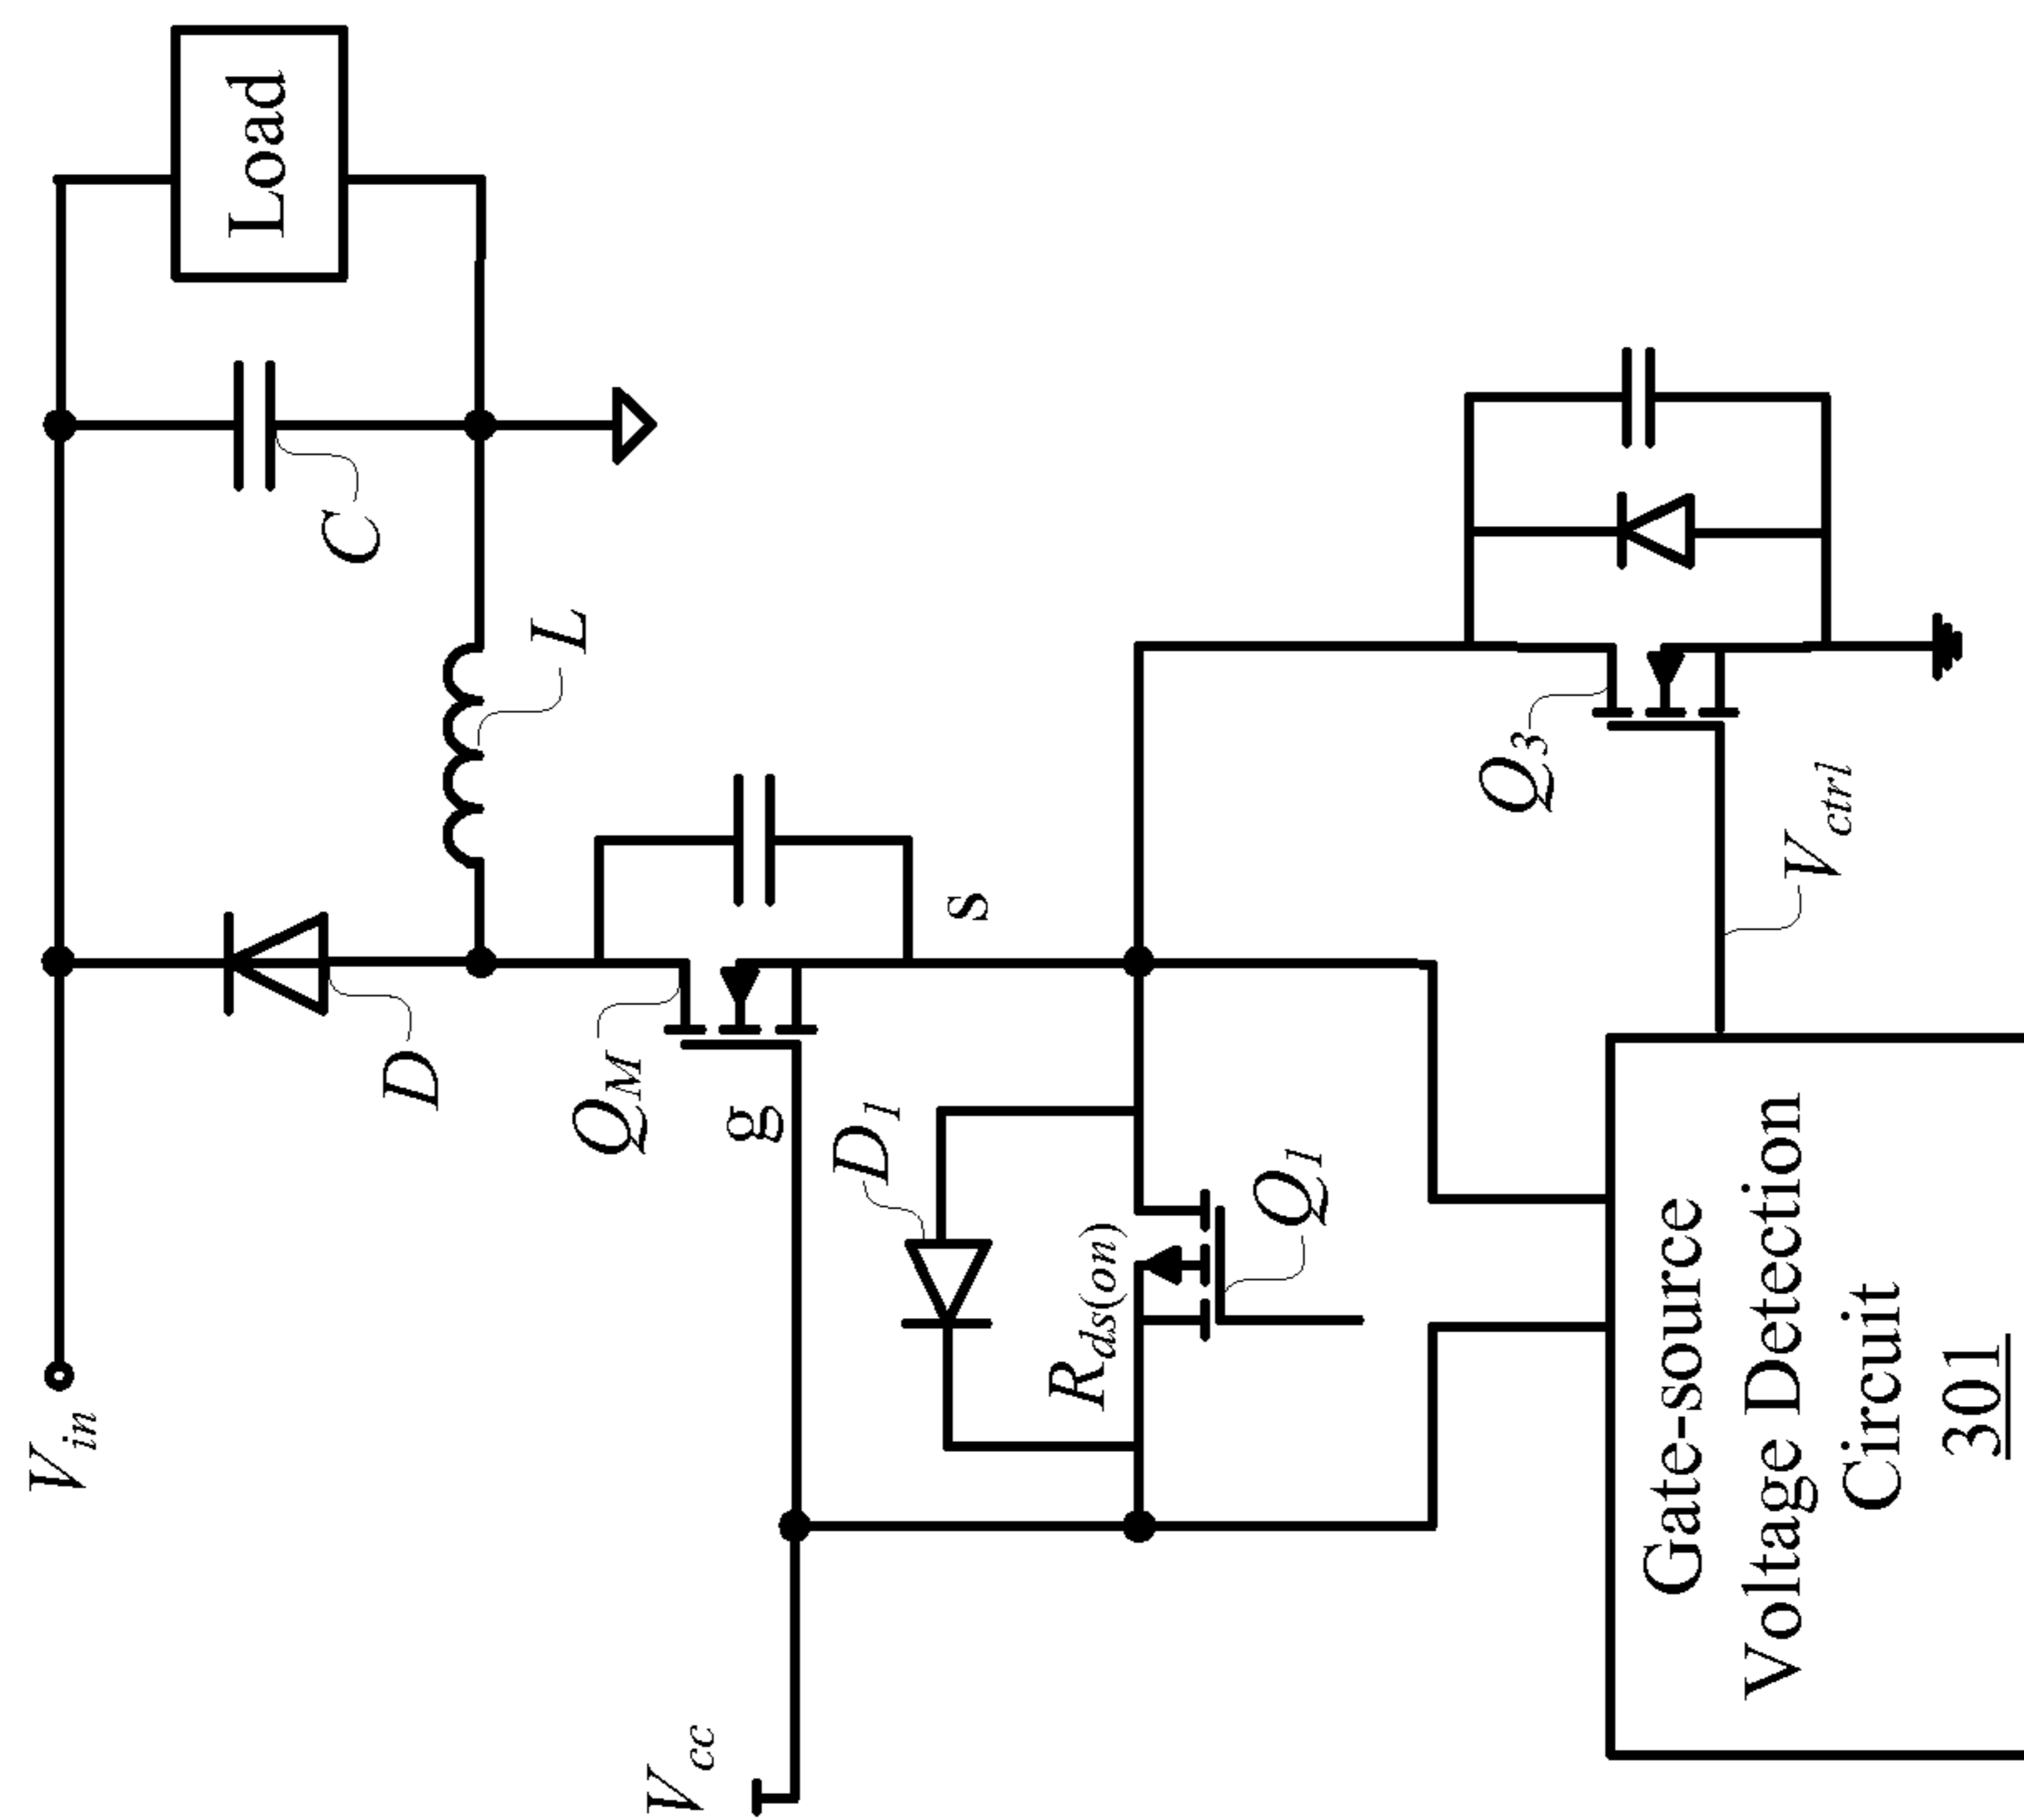 V_in
Load
C
D
L
Q_M
g
s
V_cc
D_1
R_ds(on)
Q_1
Q_3
V_ctrl
Gate-source
Voltage Detection
Circuit
301